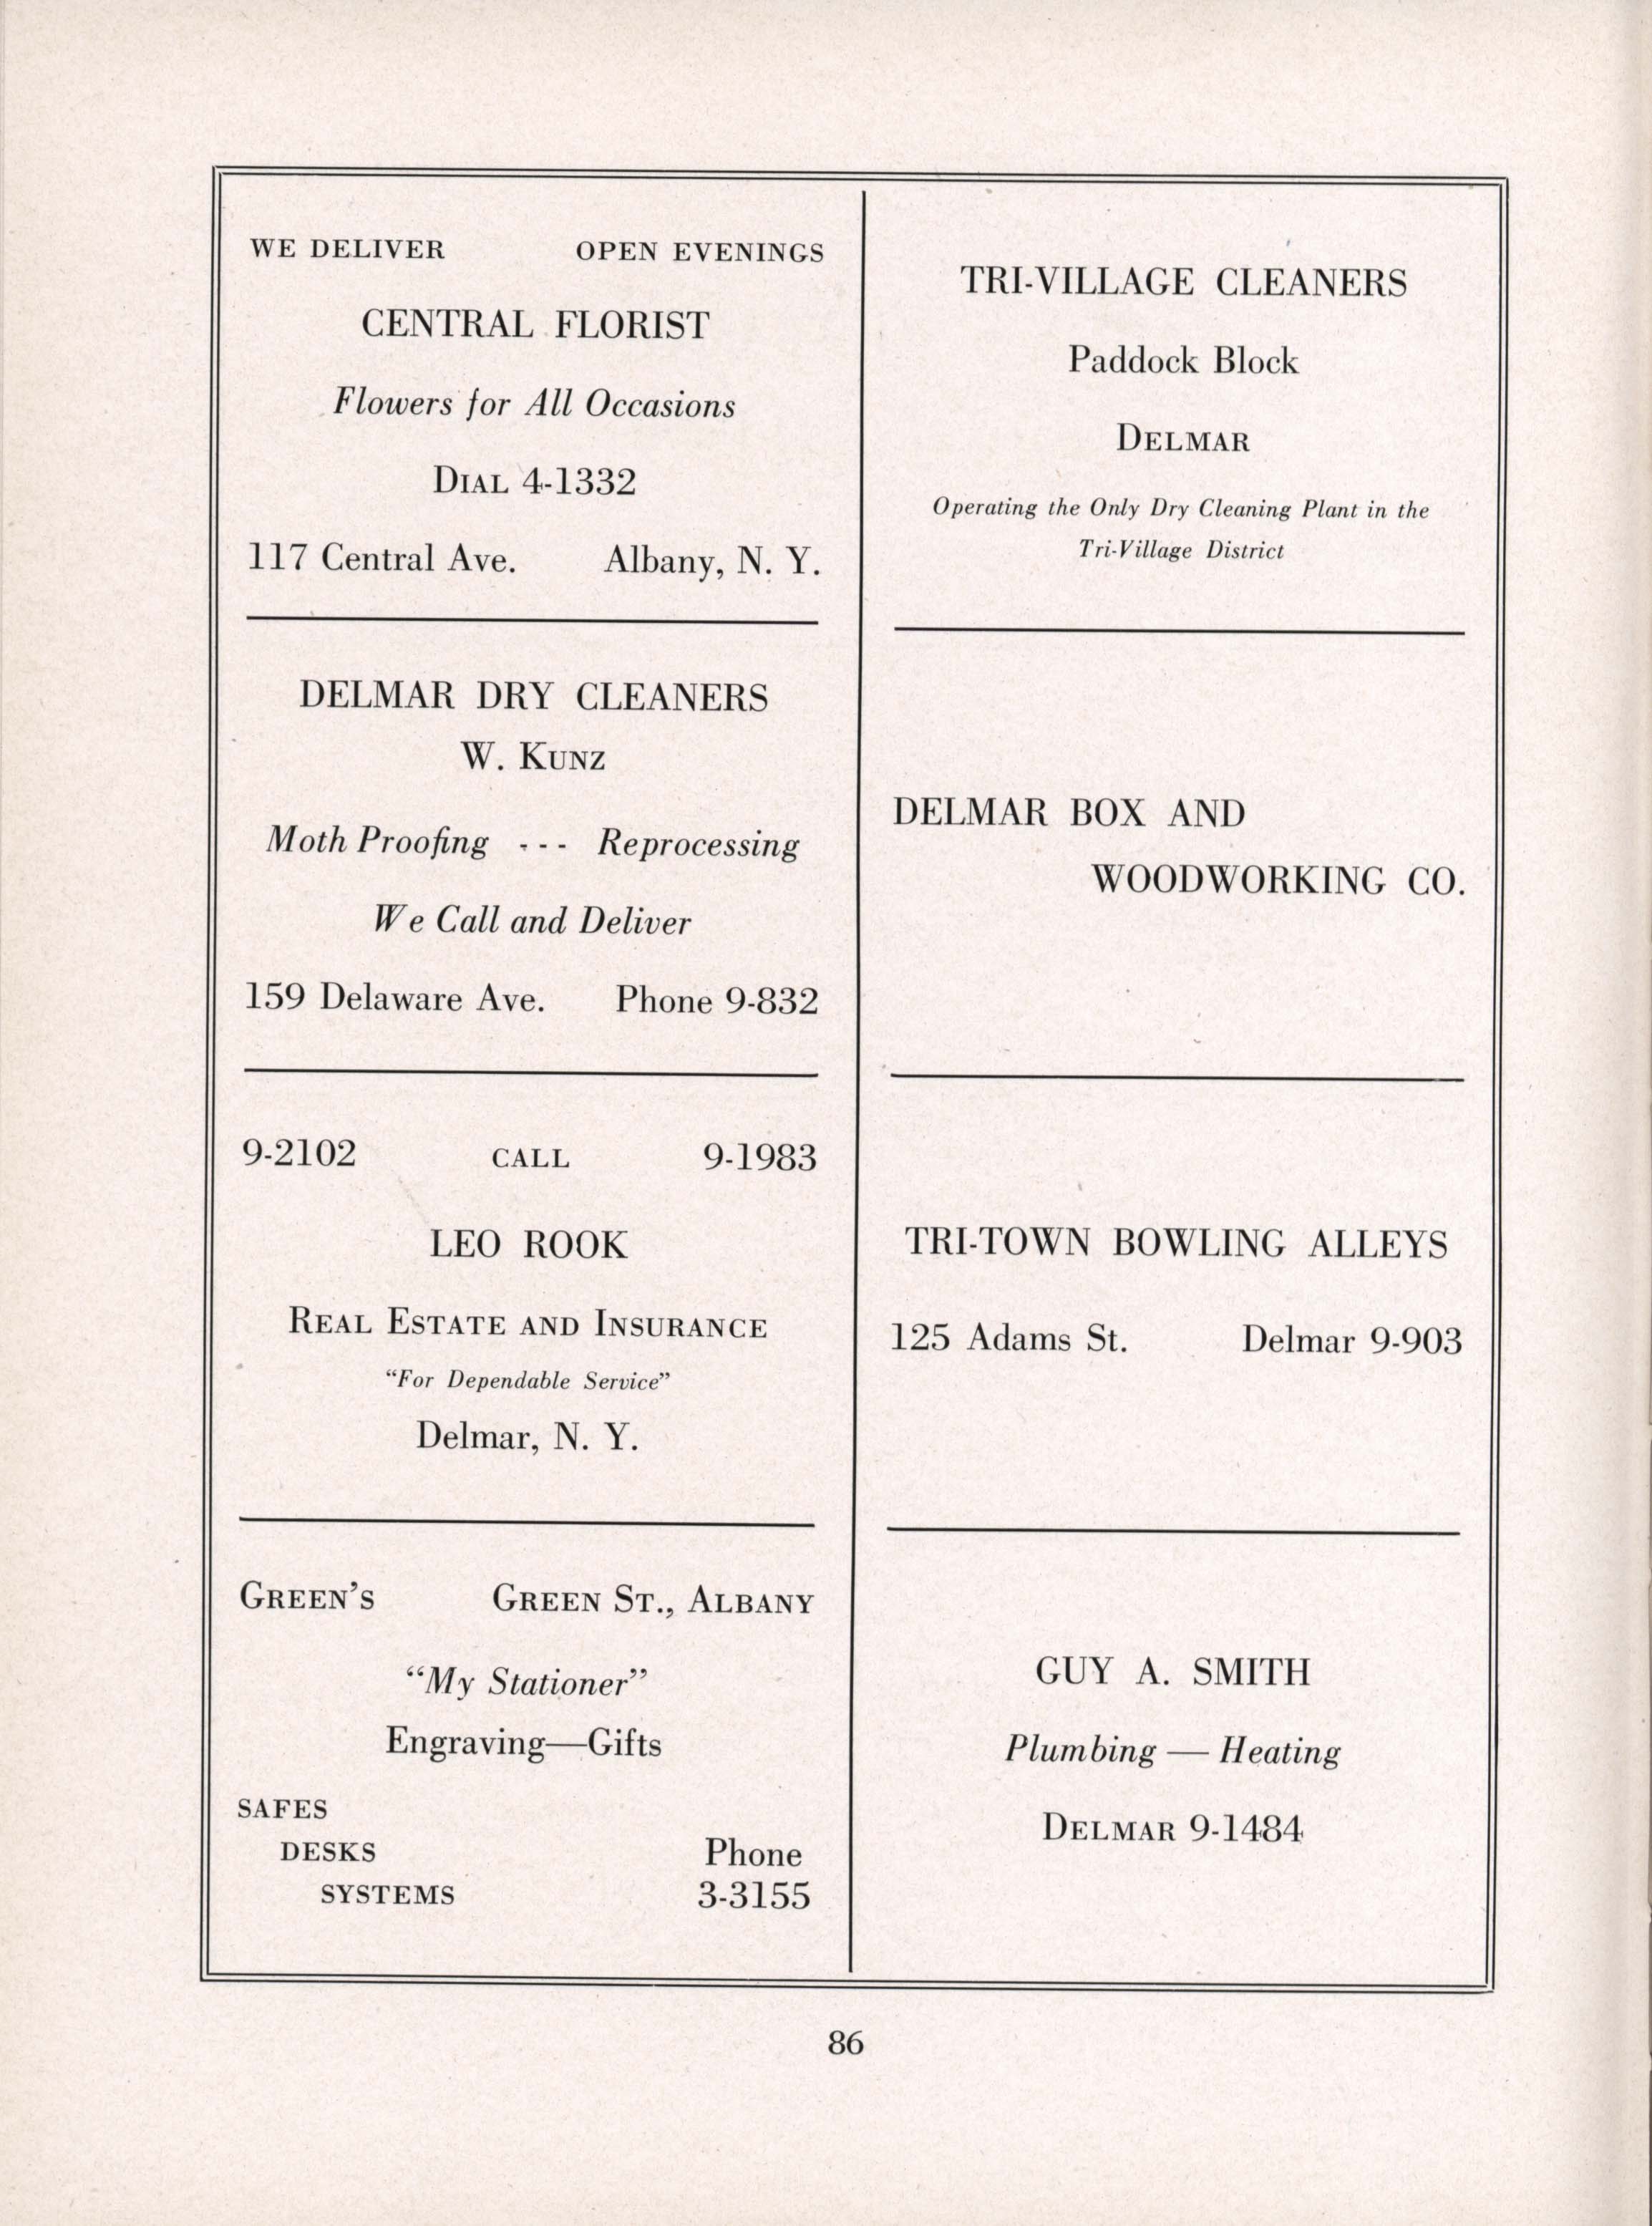 WE DELIVER OPEN EVENINGS
CENTRAL FLORIST
Flowers for All Occasions
DIAL 4-1332
117 Central Ave. Albany, N. Y.
DELMAR DRY CLEANERS
W. KUNZ
Moth Proofing --- Reprocessing
We Call and Deliver
159 Delaware Ave. Phone 9-832
9-2102 CALL 9-1983
LEO ROOK
REAL ESTATE AND INSURANCE
“For Dependable Service”
Delmar, N. Y.
GREEN'S GREEN ST., ALBANY
“My Stationer”
Engraving—Gifts
SAFES
DESKS
SYSTEMS
Phone
3-3155
TRI-VILLAGE CLEANERS
Paddock Block
DELMAR
Operating the Only Dry Cleaning Plant in the
Tri-Village District
DELMAR BOX AND
WOODWORKING CO.
TRI-TOWN BOWLING ALLEYS
125 Adams St. Delmar 9-903
GUY A. SMITH
Plumbing — Heating
DELMAR 9-1484
86